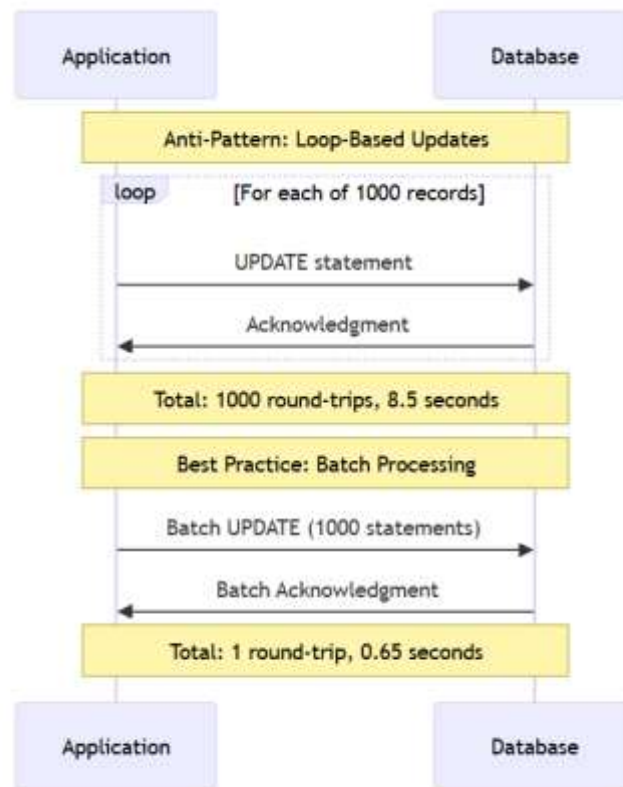 Application Database
Anti-Pattern: Loop-Based Updates
loop [For each of 1000 records]
UPDATE statement
Acknowledgment
Total: 1000 round-trips, 8.5 seconds
Best Practice: Batch Processing
Batch UPDATE (1000 statements)
Batch Acknowledgment
Total: 1 round-trip, 0.65 seconds
Application Database